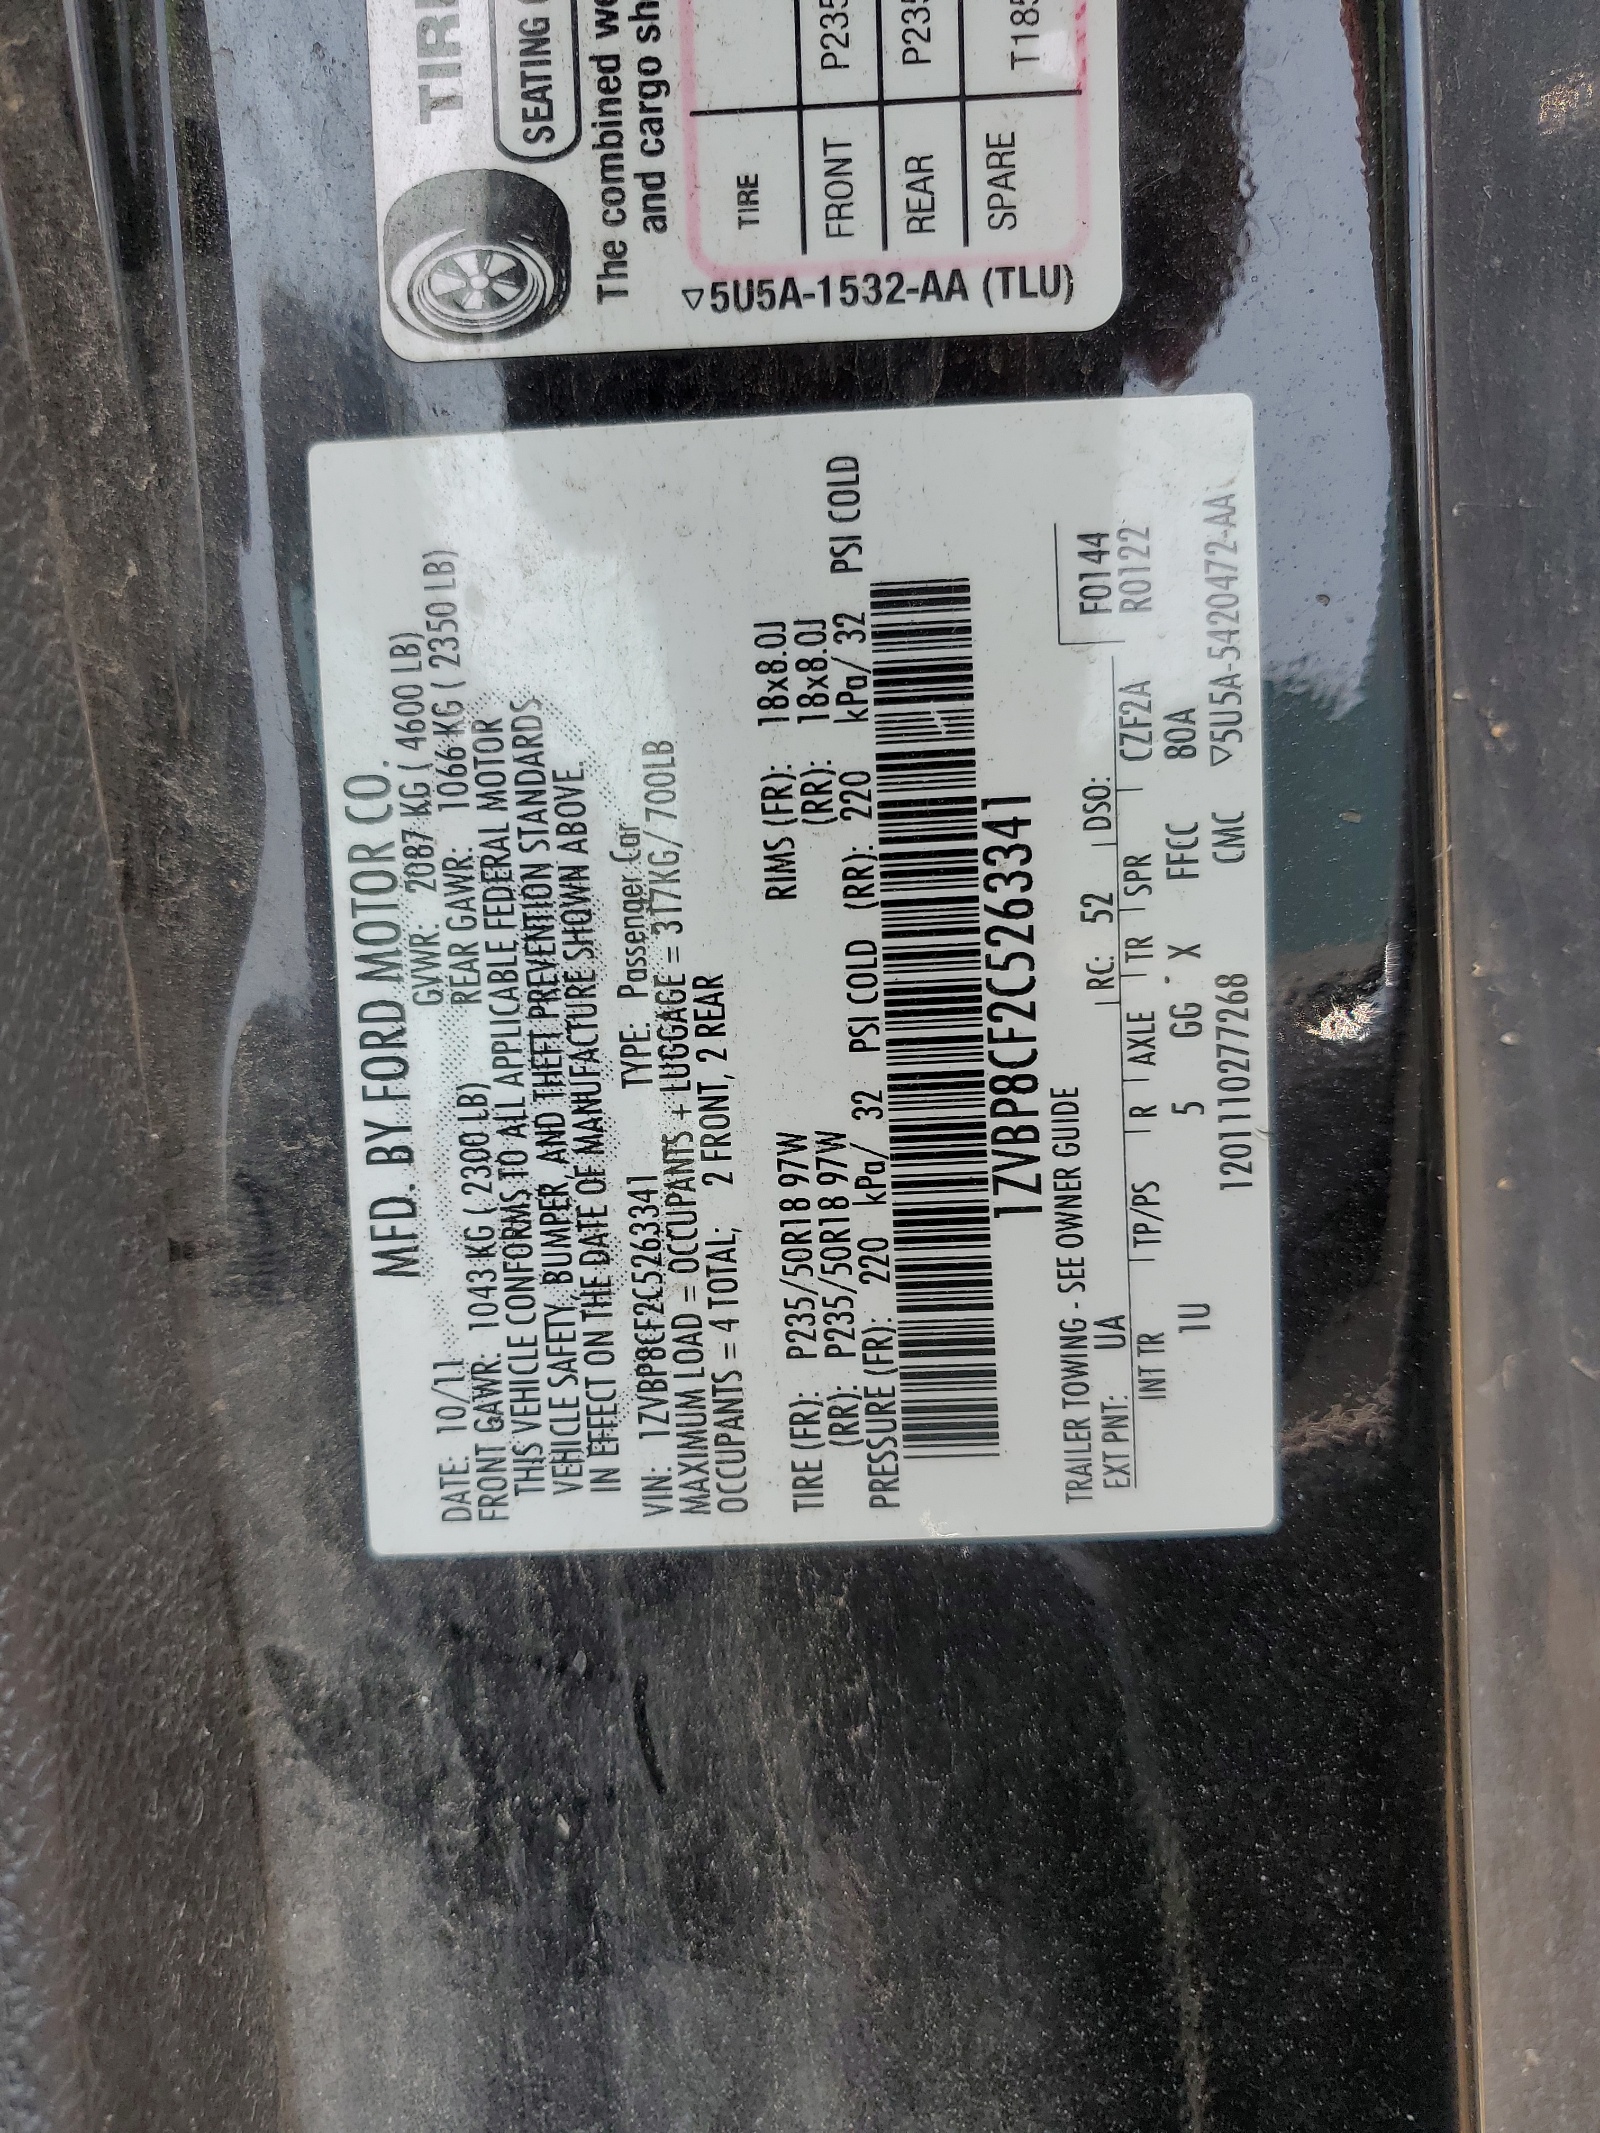 MFD. BY FORD MOTOR CO.
DATE: 10/11 GVWR: 2087 KG ( 4600 LB)
FRONT GAWR: 1043 KG ( 2300 LB) REAR GAWR: 1066 KG ( 2350 LB)
THIS VEHICLE CONFORMS TO ALL APPLICABLE FEDERAL MOTOR
VEHICLE SAFETY, BUMPER, AND THEFT PREVENTION STANDARDS
IN EFFECT ON THE DATE OF MANUFACTURE SHOWN ABOVE.
VIN: 1ZVBP8CF2C5263341 TYPE: Passenger Car
MAXIMUM LOAD = OCCUPANTS + LUGGAGE = 317KG/700LB
OCCUPANTS = 4 TOTAL; 2 FRONT, 2 REAR
TIRE (FR): P235/50R18 97W RIMS (FR): 18x8.0J
(RR): P235/50R18 97W (RR): 18x8.0J
PRESSURE (FR): 220 kPa/ 32 PSI COLD (RR): 220 kPa/ 32 PSI COLD
1ZVBP8CF2C5263341
TRAILER TOWING - SEE OWNER GUIDE
EXT PNT: UA RC: 52 DSO: F0144
INT TR TP/PS R AXLE TR SPR CZF2A R0122
1U 5 GG X FFCC 80A
120111027268 CMC ▽5U5A-5420472-AA
TIR
SEATING
The combined we
and cargo sh
TIRE
FRONT P235
REAR P235
SPARE T185
▽5U5A-1532-AA (TLU)